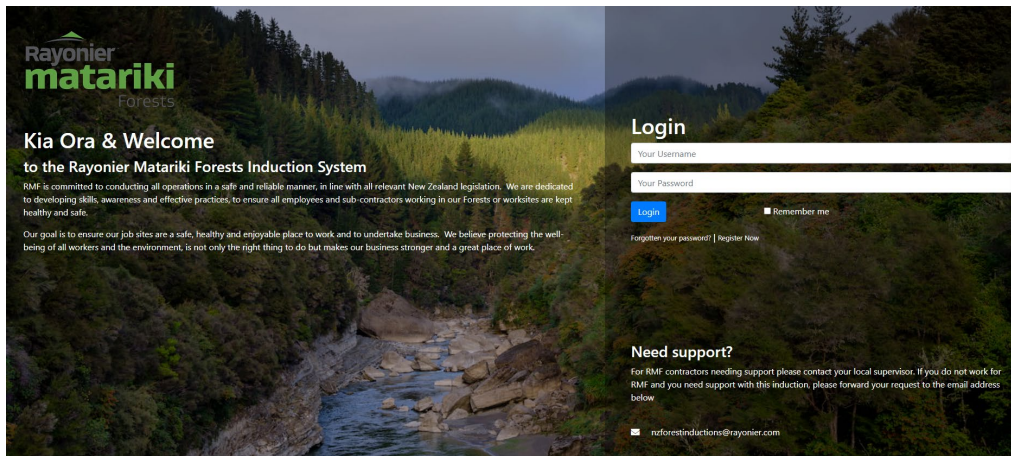 Rayonier
matariki
Forests
Kia Ora & Welcome
to the Rayonier Matariki Forests Induction System
RMF is committed to conducting all operations in a safe and reliable manner, in line with all relevant New Zealand legislation. We are dedicated
to developing skills, awareness and effective practices, to ensure all employees and sub-contractors working in our Forests or worksites are kept
healthy and safe.
Our goal is to ensure our job sites are a safe, healthy and enjoyable place to work and to undertake business. We believe protecting the well-
being of all workers and the environment, is not only the right thing to do but makes our business stronger and a great place of work.
Login
Your Username
Your Password
Login Remember me
Forgotten your password? | Register Now
Need support?
For RMF contractors needing support please contact your local supervisor. If you do not work for
RMF and you need support with this induction, please forward your request to the email address
below
nzforestinductions@rayonier.com